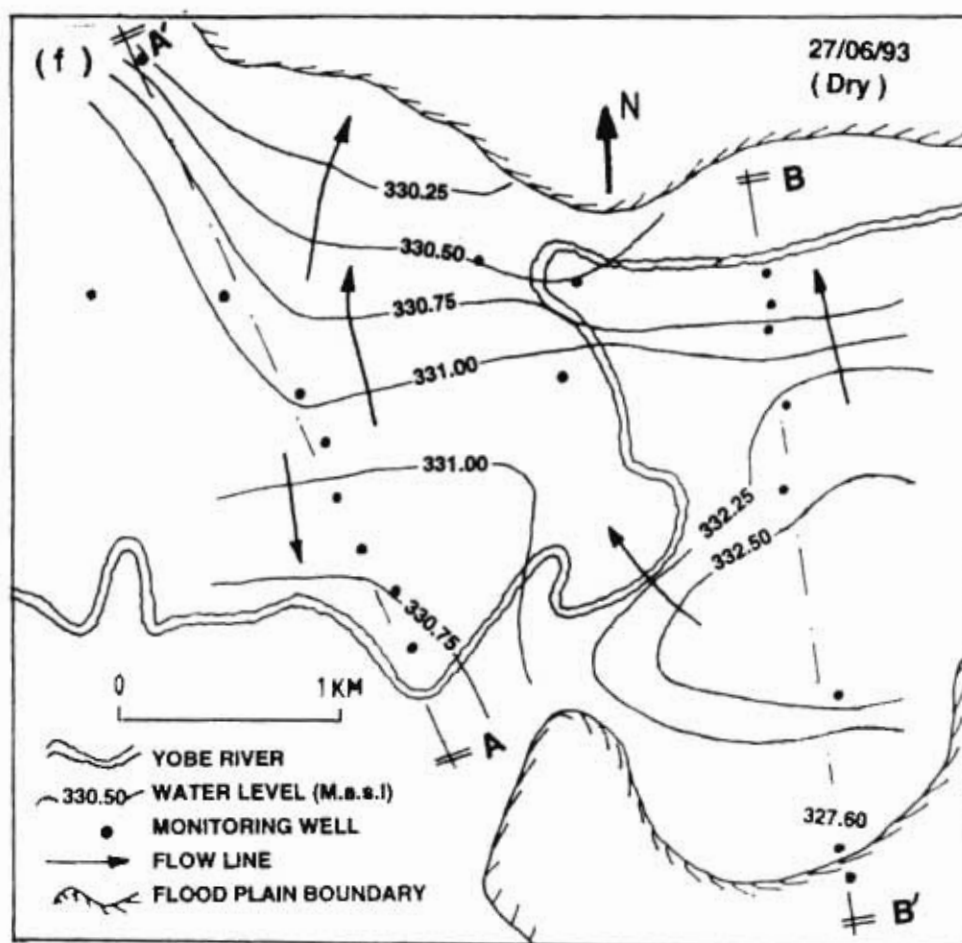 (f)
A'
27/06/93
(Dry)
N
B
330.25
330.50
330.75
331.00
331.00
332.25
332.50
330.75
0 1KM
A
YOBE RIVER
330.50 WATER LEVEL (M.a.s.l)
MONITORING WELL
FLOW LINE
FLOOD PLAIN BOUNDARY
327.60
B'